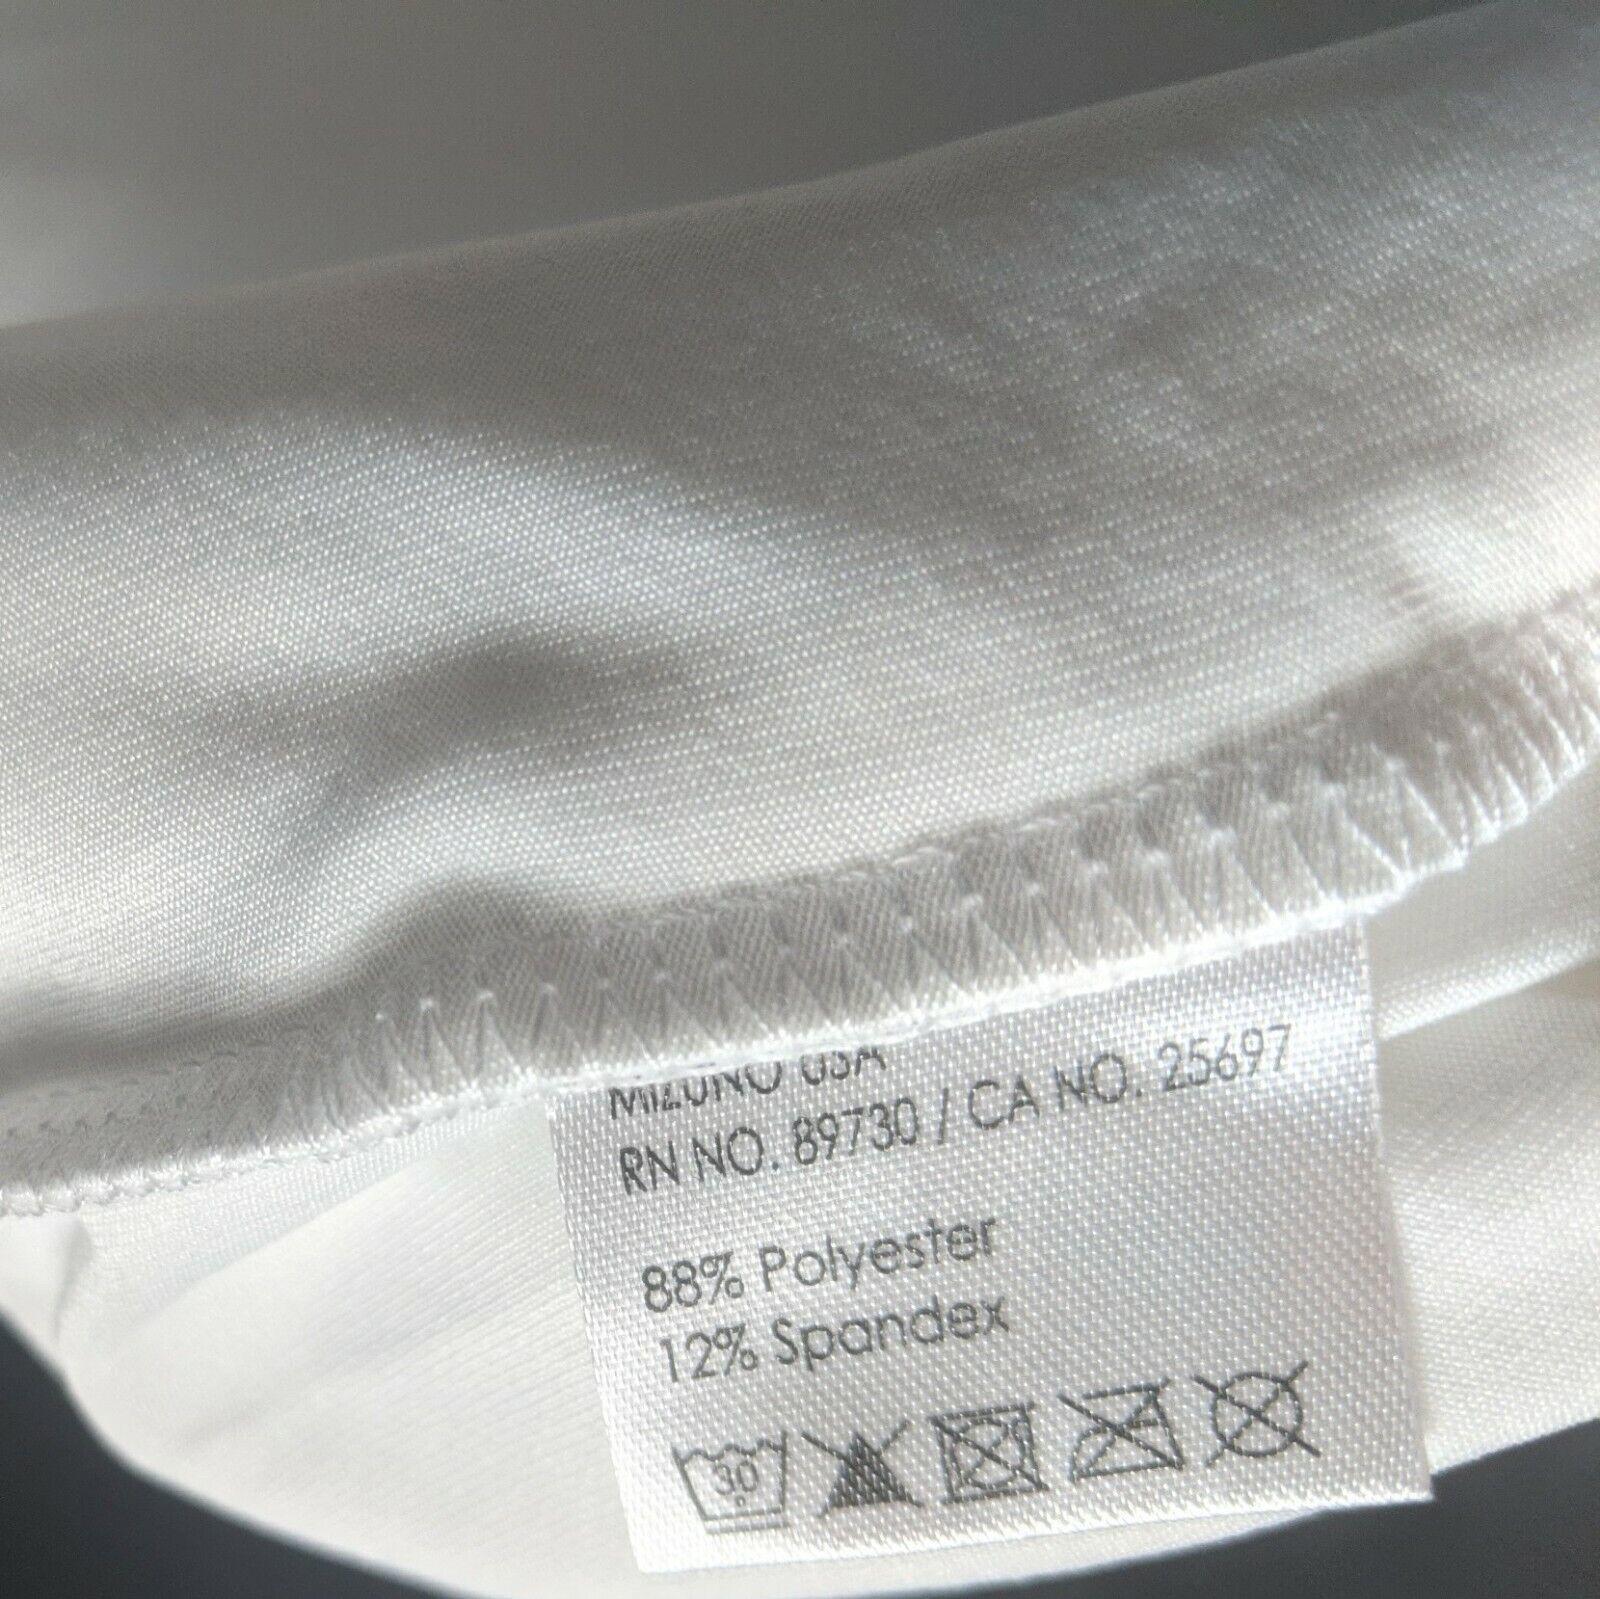 MIZUNO USA
RN NO. 89730 / CA NO. 25697
88% Polyester
12% Spandex
30°